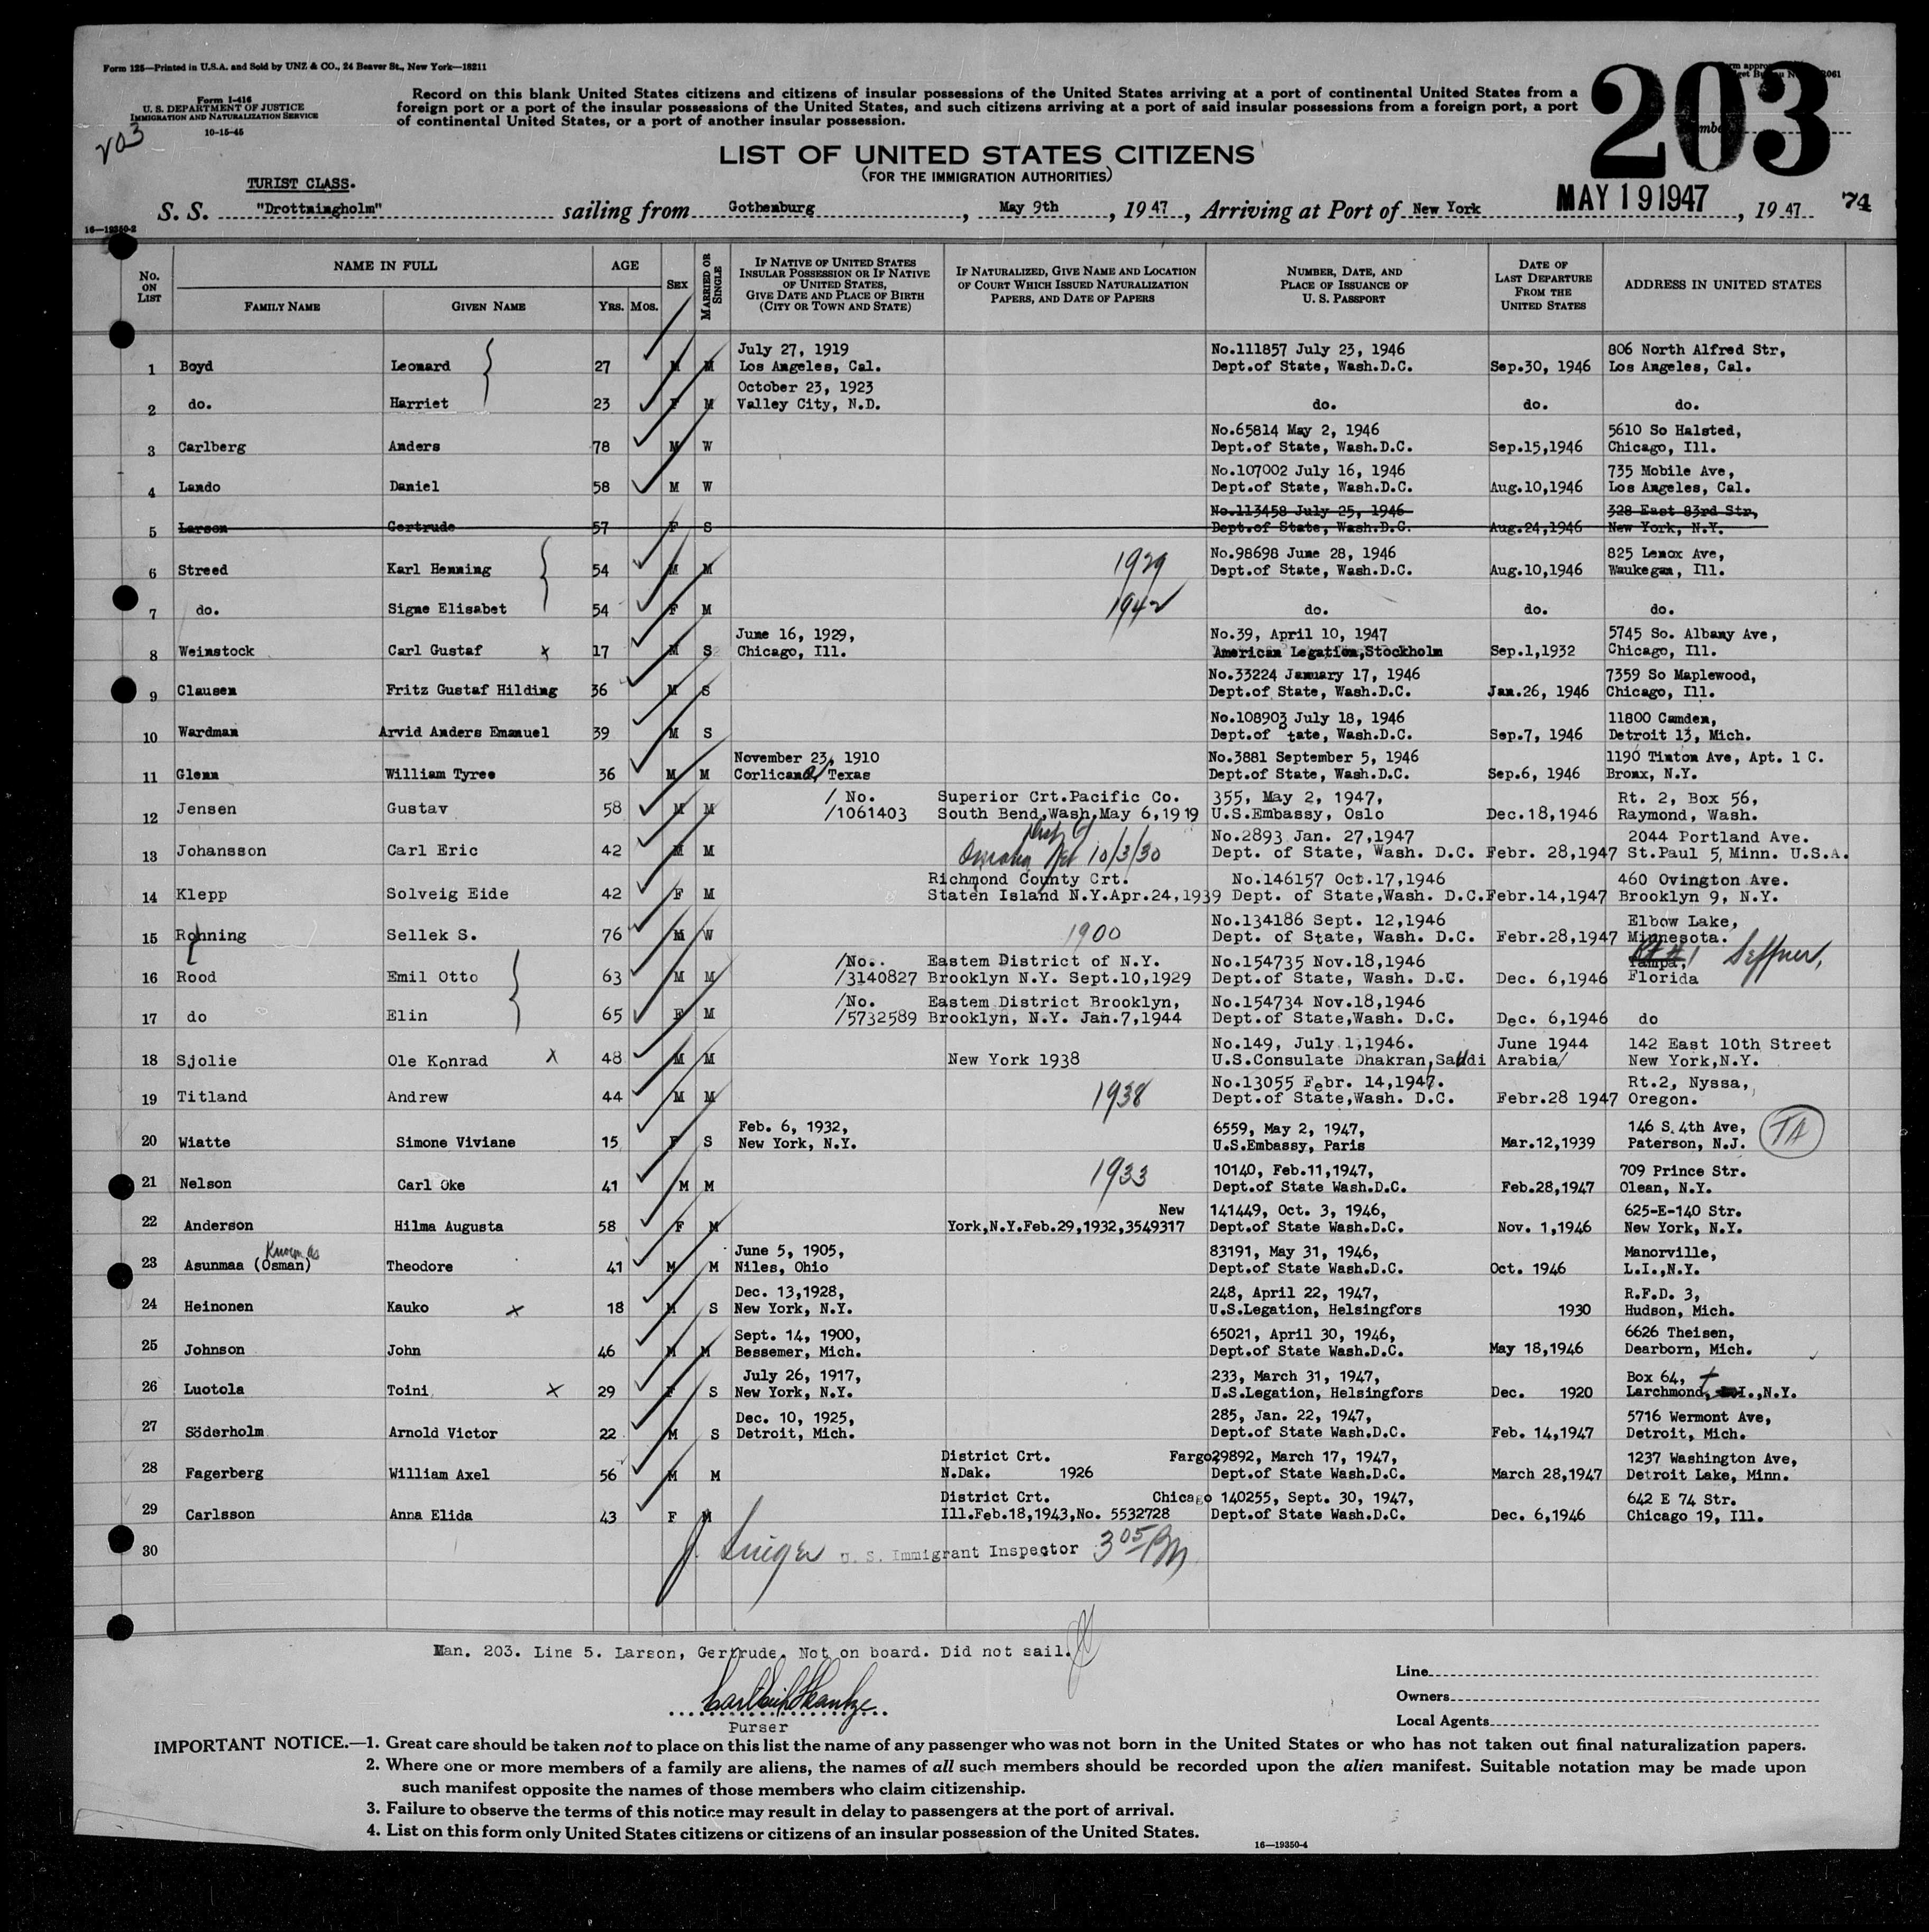 Form 125—Printed in U.S.A. and Sold by UNZ & CO., 24 Beaver St., New York—18211
Form I-416
U. S. DEPARTMENT OF JUSTICE
IMMIGRATION AND NATURALIZATION SERVICE
10-15-45
203
Record on this blank United States citizens and citizens of insular possessions of the United States arriving at a port of continental United States from a
foreign port or a port of the insular possessions of the United States, and such citizens arriving at a port of said insular possessions from a foreign port, a port
of continental United States, or a port of another insular possession.
203
LIST OF UNITED STATES CITIZENS
(FOR THE IMMIGRATION AUTHORITIES)
TURIST CLASS.
S. S. "Drottningholm" sailing from Gothenburg, May 9th, 1947, Arriving at Port of New York MAY 19 1947, 1947 74
16—19350-2
No. ON LIST
NAME IN FULL
FAMILY NAME
GIVEN NAME
AGE
YRS. MOS.
SEX
MARRIED OR SINGLE
IF NATIVE OF UNITED STATES INSULAR POSSESSION OR IF NATIVE OF UNITED STATES, GIVE DATE AND PLACE OF BIRTH (CITY OR TOWN AND STATE)
IF NATURALIZED, GIVE NAME AND LOCATION OF COURT WHICH ISSUED NATURALIZATION PAPERS, AND DATE OF PAPERS
NUMBER, DATE, AND PLACE OF ISSUANCE OF U. S. PASSPORT
DATE OF LAST DEPARTURE FROM THE UNITED STATES
ADDRESS IN UNITED STATES
July 27, 1919 No.111857 July 23, 1946 806 North Alfred Str,
1 Boyd Leonard 27 M M Los Angeles, Cal. Dept.of State, Wash.D.C. Sep.30, 1946 Los Angeles, Cal.
October 23, 1923
2 do. Harriet 23 F M Valley City, N.D. do. do. do.
No.65814 May 2, 1946 5610 So Halsted,
3 Carlberg Anders 78 M W Dept.of State, Wash.D.C. Sep.15,1946 Chicago, Ill.
No.107002 July 16, 1946 735 Mobile Ave,
4 Lando Daniel 58 M W Dept.of State, Wash.D.C. Aug.10,1946 Los Angeles, Cal.
No.113458 July 25, 1946 328 East 83rd Str,
5 Larson Gertrude 57 F S Dept.of State, Wash.D.C. Aug.24,1946 New York, N.Y.
No.98698 June 28, 1946 825 Lenox Ave,
6 Streed Karl Henning 54 M M 1929 Dept.of State, Wash.D.C. Aug.10,1946 Waukegan, Ill.
7 do. Signe Elisabet 54 F M 1942 do. do. do.
June 16, 1929, No.39, April 10, 1947 5745 So. Albany Ave,
8 Weinstock Carl Gustaf x 17 M S Chicago, Ill. American Legation,Stockholm Sep.1,1932 Chicago, Ill.
No.33224 January 17, 1946 7359 So Maplewood,
9 Clausen Fritz Gustaf Hilding 36 M S Dept.of State, Wash.D.C. Jan.26, 1946 Chicago, Ill.
No.108903 July 18, 1946 11800 Camden,
10 Wardman Arvid Anders Emanuel 39 M S Dept.of State, Wash.D.C. Sep.7, 1946 Detroit 13, Mich.
November 23, 1910 No.3881 September 5, 1946 1190 Tinton Ave, Apt. 1 C.
11 Glenn William Tyree 36 M M Corlicana, Texas Dept.of State, Wash.D.C. Sep.6, 1946 Bronx, N.Y.
/ No. Superior Crt.Pacific Co. 355, May 2, 1947, Rt. 2, Box 56,
12 Jensen Gustav 58 M M /1061403 South Bend,Wash.May 6,1919 U.S.Embassy, Oslo Dec.18,1946 Raymond, Wash.
No.2893 Jan. 27,1947 2044 Portland Ave.
13 Johansson Carl Eric 42 M M Omaha 10/3/30 Dept. of State, Wash. D.C. Febr. 28,1947 St.Paul 5, Minn. U.S.A.
Richmond County Crt. No.146157 Oct.17,1946 460 Ovington Ave.
14 Klepp Solveig Eide 42 F M Staten Island N.Y.Apr.24,1939 Dept. of State,Wash. D.C. Febr.14,1947 Brooklyn 9, N.Y.
No.134186 Sept. 12,1946 Elbow Lake,
15 Rohning Sellek S. 76 M W 1900 Dept. of State, Wash. D.C. Febr.28,1947 Minnesota.
/No.. Eastern District of N.Y. No.154735 Nov.18,1946 Tampa, Seffner,
16 Rood Emil Otto 63 M M /3140827 Brooklyn N.Y. Sept.10,1929 Dept.of State, Wash. D.C. Dec. 6,1946 Florida
/No. Eastern District Brooklyn, No.154734 Nov.18,1946
17 do Elin 65 F M /5732589 Brooklyn, N.Y. Jan.7,1944 Dept.of State,Wash. D.C. Dec. 6,1946 do
No.149, July 1,1946. June 1944 142 East 10th Street
18 Sjolie Ole Konrad X 48 M M New York 1938 U.S.Consulate Dhakran,Saudi Arabia/ New York,N.Y.
No.13055 Febr. 14,1947. Rt.2, Nyssa,
19 Titland Andrew 44 M M 1938 Dept.of State,Wash. D.C. Febr.28 1947 Oregon.
Feb. 6, 1932, 6559, May 2, 1947, 146 S.4th Ave,
20 Wiatte Simone Viviane 15 F S New York, N.Y. U.S.Embassy, Paris Mar.12,1939 Paterson, N.J. TA
10140, Feb.11,1947, 709 Prince Str.
21 Nelson Carl Oke 41 M M 1933 Dept.of State Wash.D.C. Feb.28,1947 Olean, N.Y.
New 141449, Oct. 3, 1946, 625-E-140 Str.
22 Anderson Hilma Augusta 58 F M York,N.Y.Feb.29,1932,3549317 Dept.of State Wash.D.C. Nov. 1,1946 New York, N.Y.
Known as June 5, 1905, 83191, May 31, 1946, Manorville,
23 Asunmaa (Osman) Theodore 41 M M Niles, Ohio Dept.of State Wash.D.C. Oct. 1946 L.I.,N.Y.
Dec. 13,1928, 248, April 22, 1947, R.F.D. 3,
24 Heinonen Kauko x 18 M S New York, N.Y. U.S.Legation, Helsingfors 1930 Hudson, Mich.
Sept. 14, 1900, 65021, April 30, 1946, 6626 Theisen,
25 Johnson John 46 M M Bessemer, Mich. Dept.of State Wash.D.C. May 18,1946 Dearborn, Mich.
July 26, 1917, 233, March 31, 1947, Box 64,
26 Luotola Toini x 29 F S New York, N.Y. U.S.Legation, Helsingfors Dec. 1920 Larchmond, I.,N.Y.
Dec. 10, 1925, 285, Jan. 22, 1947, 5716 Wermont Ave,
27 Söderholm Arnold Victor 22 M S Detroit, Mich. Dept.of State Wash.D.C. Feb. 14,1947 Detroit, Mich.
District Crt. Fargo 29892, March 17, 1947, 1237 Washington Ave,
28 Fagerberg William Axel 56 M M N.Dak. 1926 Dept.of State Wash.D.C. March 28,1947 Detroit Lake, Minn.
District Crt. Chicago 140255, Sept. 30, 1947, 642 E 74 Str.
29 Carlsson Anna Elida 43 F M Ill.Feb.18,1943,No. 5532728 Dept.of State Wash.D.C. Dec. 6,1946 Chicago 19, Ill.
30 U. S. Immigrant Inspector 3 05 PM
Man. 203. Line 5. Larson, Gertrude. Not on board. Did not sail.
Purser
Line
Owners
Local Agents
IMPORTANT NOTICE.—1. Great care should be taken not to place on this list the name of any passenger who was not born in the United States or who has not taken out final naturalization papers.
2. Where one or more members of a family are aliens, the names of all such members should be recorded upon the alien manifest. Suitable notation may be made upon
such manifest opposite the names of those members who claim citizenship.
3. Failure to observe the terms of this notice may result in delay to passengers at the port of arrival.
4. List on this form only United States citizens or citizens of an insular possession of the United States.
16—19350-4